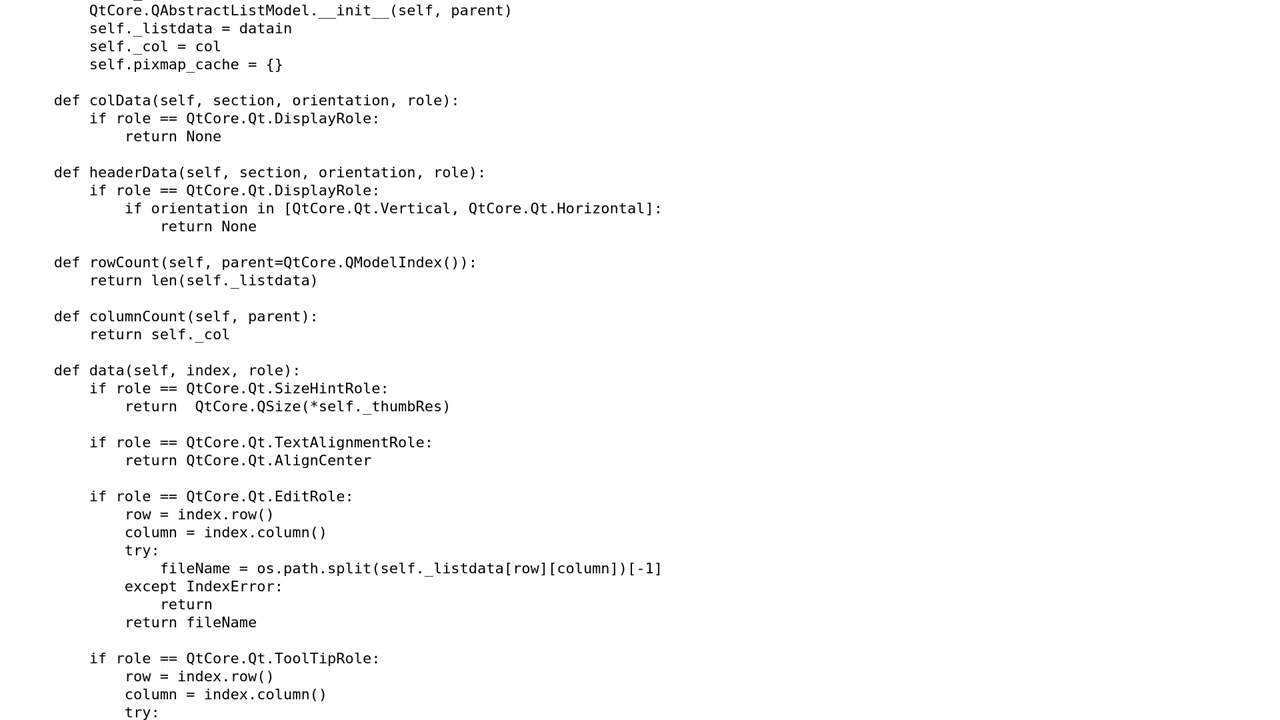 QtCore.QAbstractListModel.__init__(self, parent)
self._listdata = datain
self._col = col
self.pixmap_cache = {}
def colData(self, section, orientation, role):
if role == QtCore.Qt.DisplayRole:
return None
def headerData(self, section, orientation, role):
if role == QtCore.Qt.DisplayRole:
if orientation in [QtCore.Qt.Vertical, QtCore.Qt.Horizontal]:
return None
def rowCount(self, parent=QtCore.QModelIndex()):
return len(self._listdata)
def columnCount(self, parent):
return self._col
def data(self, index, role):
if role == QtCore.Qt.SizeHintRole:
return  QtCore.QSize(*self._thumbRes)
if role == QtCore.Qt.TextAlignmentRole:
return QtCore.Qt.AlignCenter
if role == QtCore.Qt.EditRole:
row = index.row()
column = index.column()
try:
fileName = os.path.split(self._listdata[row][column])[-1]
except IndexError:
return
return fileName
if role == QtCore.Qt.ToolTipRole:
row = index.row()
column = index.column()
try: